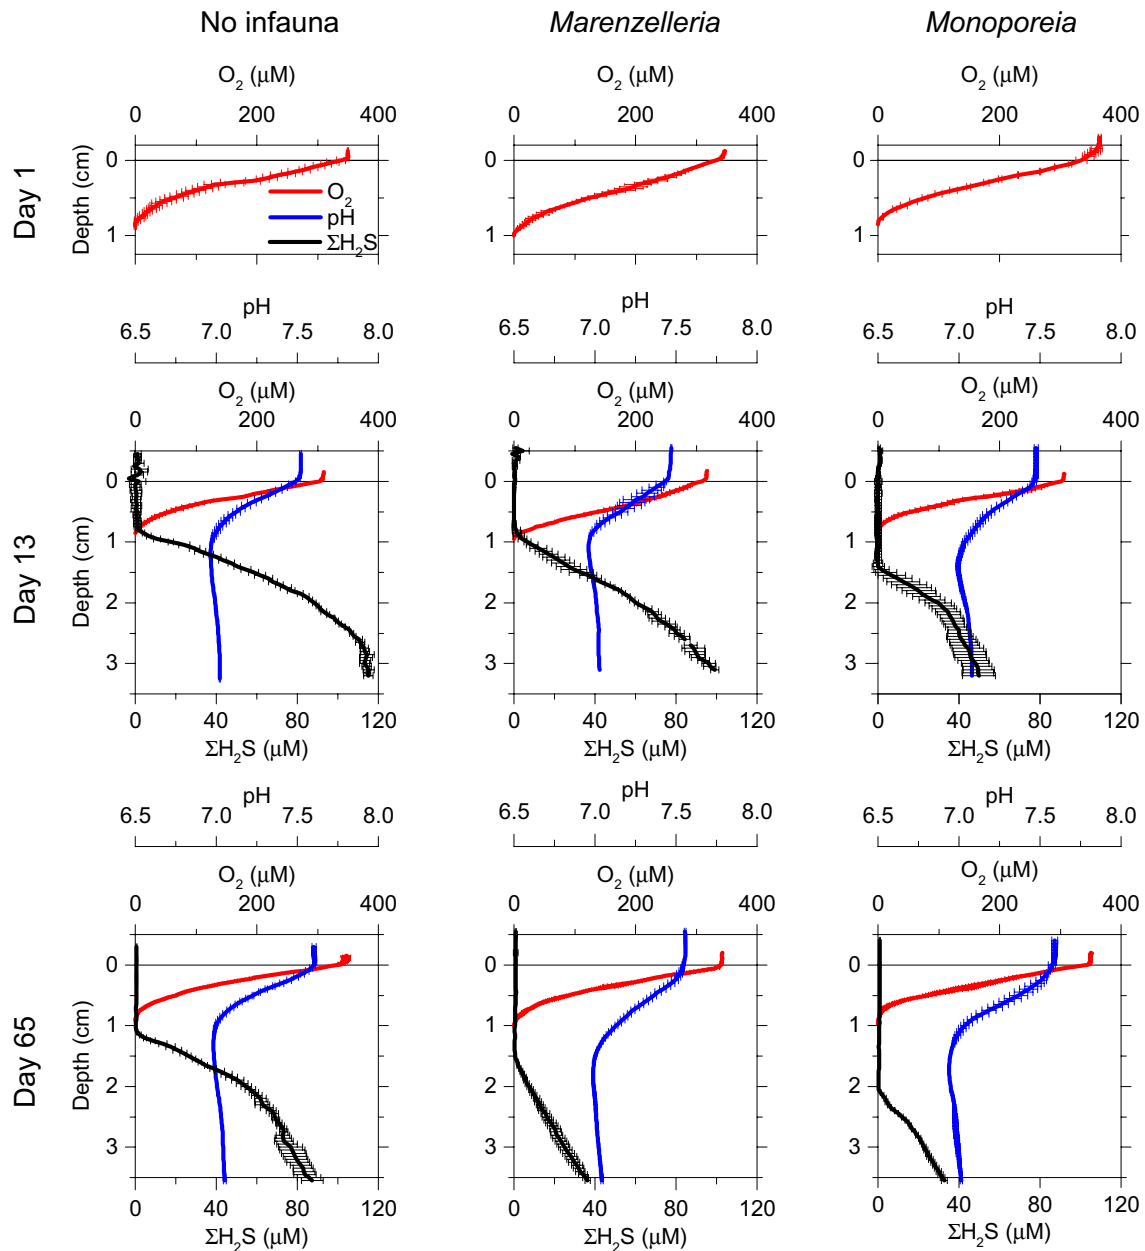 No infauna Marenzelleria Monoporeia
O₂ (µM) O₂ (µM) O₂ (µM)
0 200 400 0 200 400 0 200 400
Day 1
Depth (cm)
0 0 0
1 1 1
O₂
pH
ΣH₂S
pH pH pH
6.5 7.0 7.5 8.0 6.5 7.0 7.5 8.0 6.5 7.0 7.5 8.0
O₂ (µM) O₂ (µM) O₂ (µM)
0 200 400 0 200 400 0 200 400
Day 13
Depth (cm)
0 0 0
1 1 1
2 2 2
3 3 3
0 40 80 120 0 40 80 120 0 40 80 120
ΣH₂S (µM) ΣH₂S (µM) ΣH₂S (µM)
pH pH pH
6.5 7.0 7.5 8.0 6.5 7.0 7.5 8.0 6.5 7.0 7.5 8.0
O₂ (µM) O₂ (µM) O₂ (µM)
0 200 400 0 200 400 0 200 400
Day 65
Depth (cm)
0 0 0
1 1 1
2 2 2
3 3 3
0 40 80 120 0 40 80 120 0 40 80 120
ΣH₂S (µM) ΣH₂S (µM) ΣH₂S (µM)